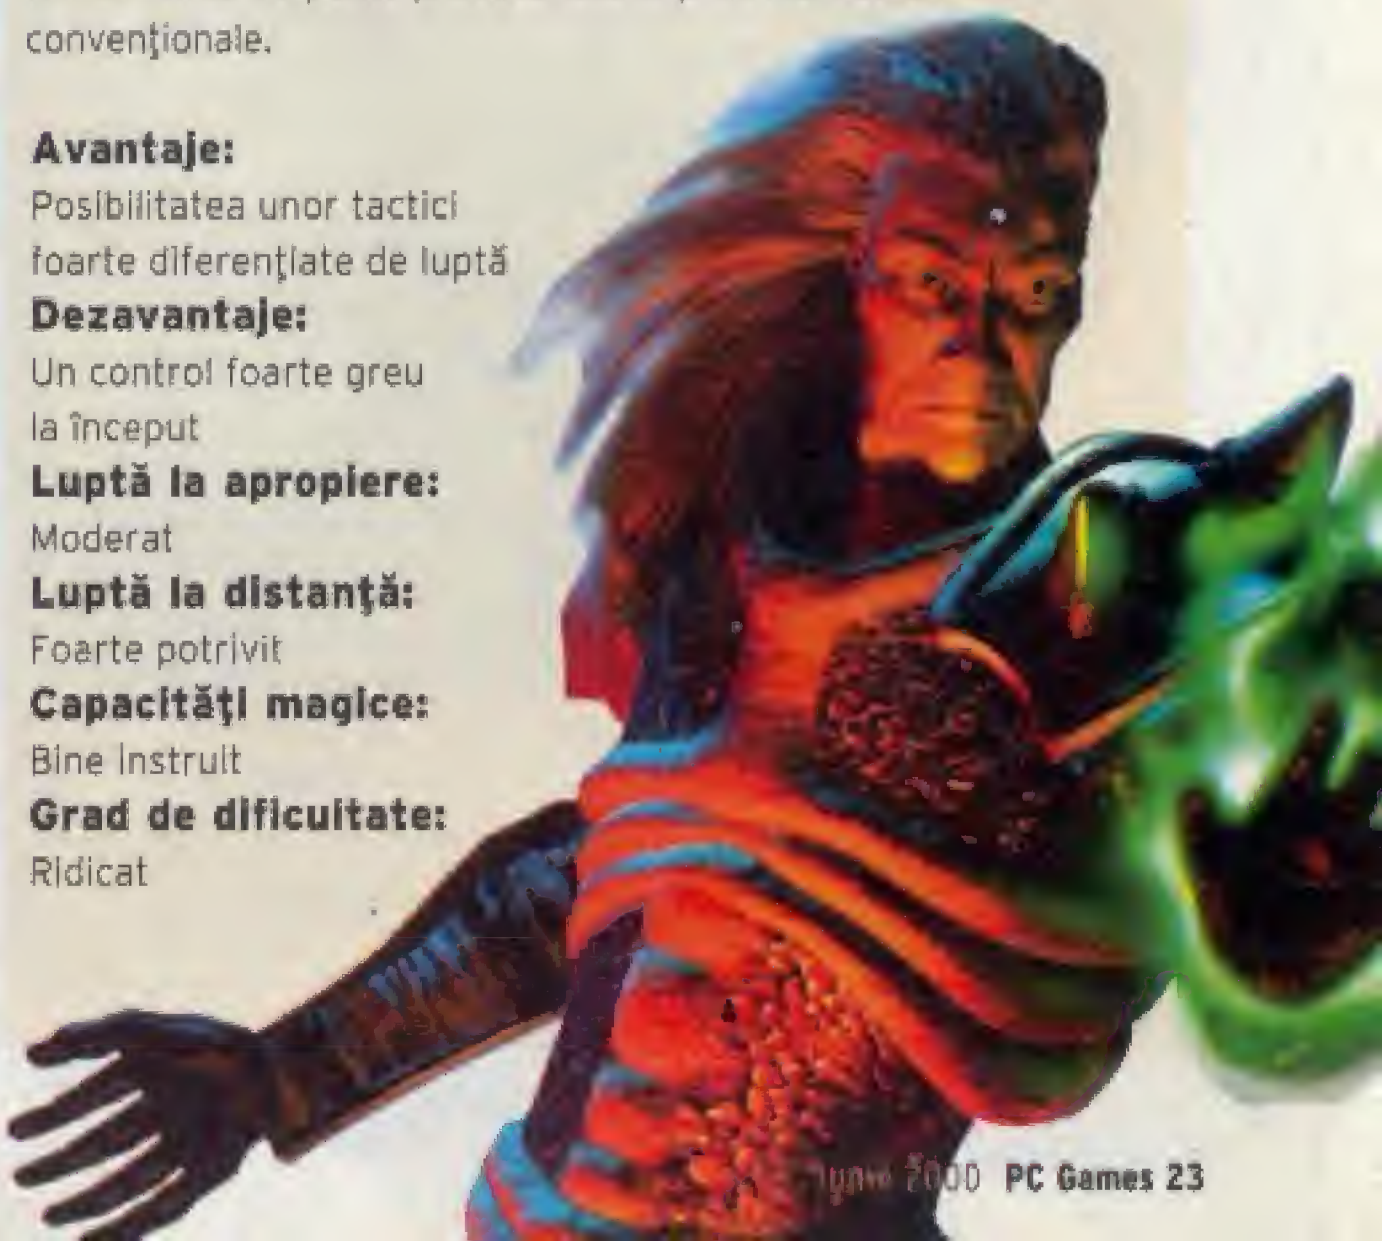 convenţionale.
Avantaje:
Posibilitatea unor tactici
foarte diferenţiate de luptă
Dezavantaje:
Un control foarte greu
la început
Luptă la apropiere:
Moderat
Luptă la distanţă:
Foarte potrivit
Capacităţi magice:
Bine instruit
Grad de dificultate:
Ridicat
Iunie 2000 PC Games 23